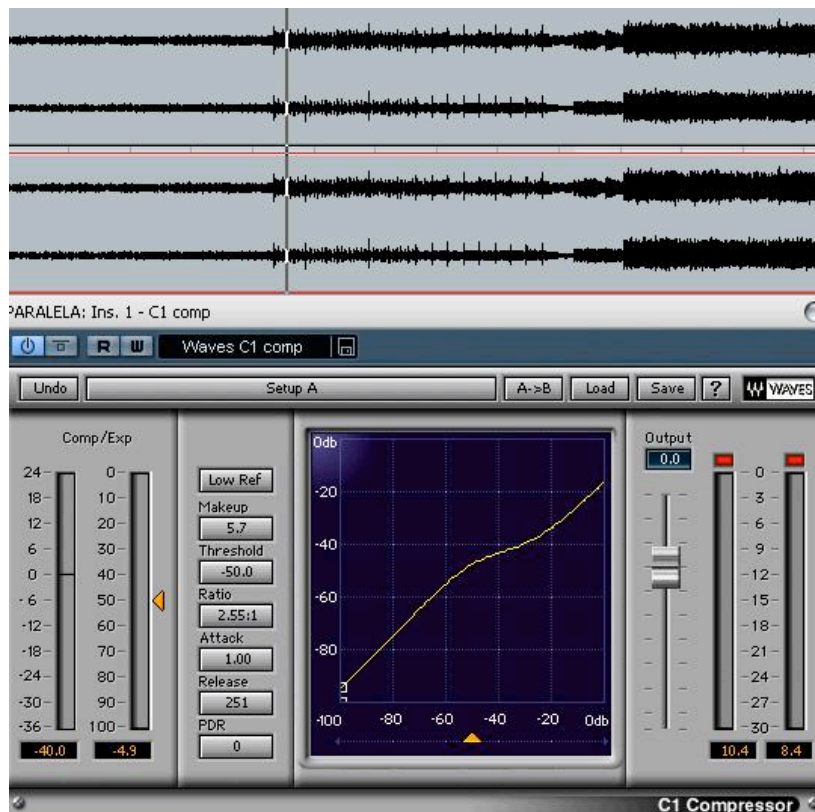 PARALELA: Ins. 1 - C1 comp
R W Waves C1 comp
Undo Setup A A->B Load Save ? WAVES
Comp/Exp
24 0
18 10
12 20
6 30
0 40
-6 50
-12 60
-18 70
-24 80
-30 90
-36 100
-40.0 -4.9
Low Ref
Makeup
5.7
Threshold
-50.0
Ratio
2.55:1
Attack
1.00
Release
251
PDR
0
0db
-20
-40
-60
-80
-100 -80 -60 -40 -20 0db
Output
0.0
0
3
6
9
-12
-15
-18
-21
-24
-27
-30
10.4 8.4
C1 Compressor